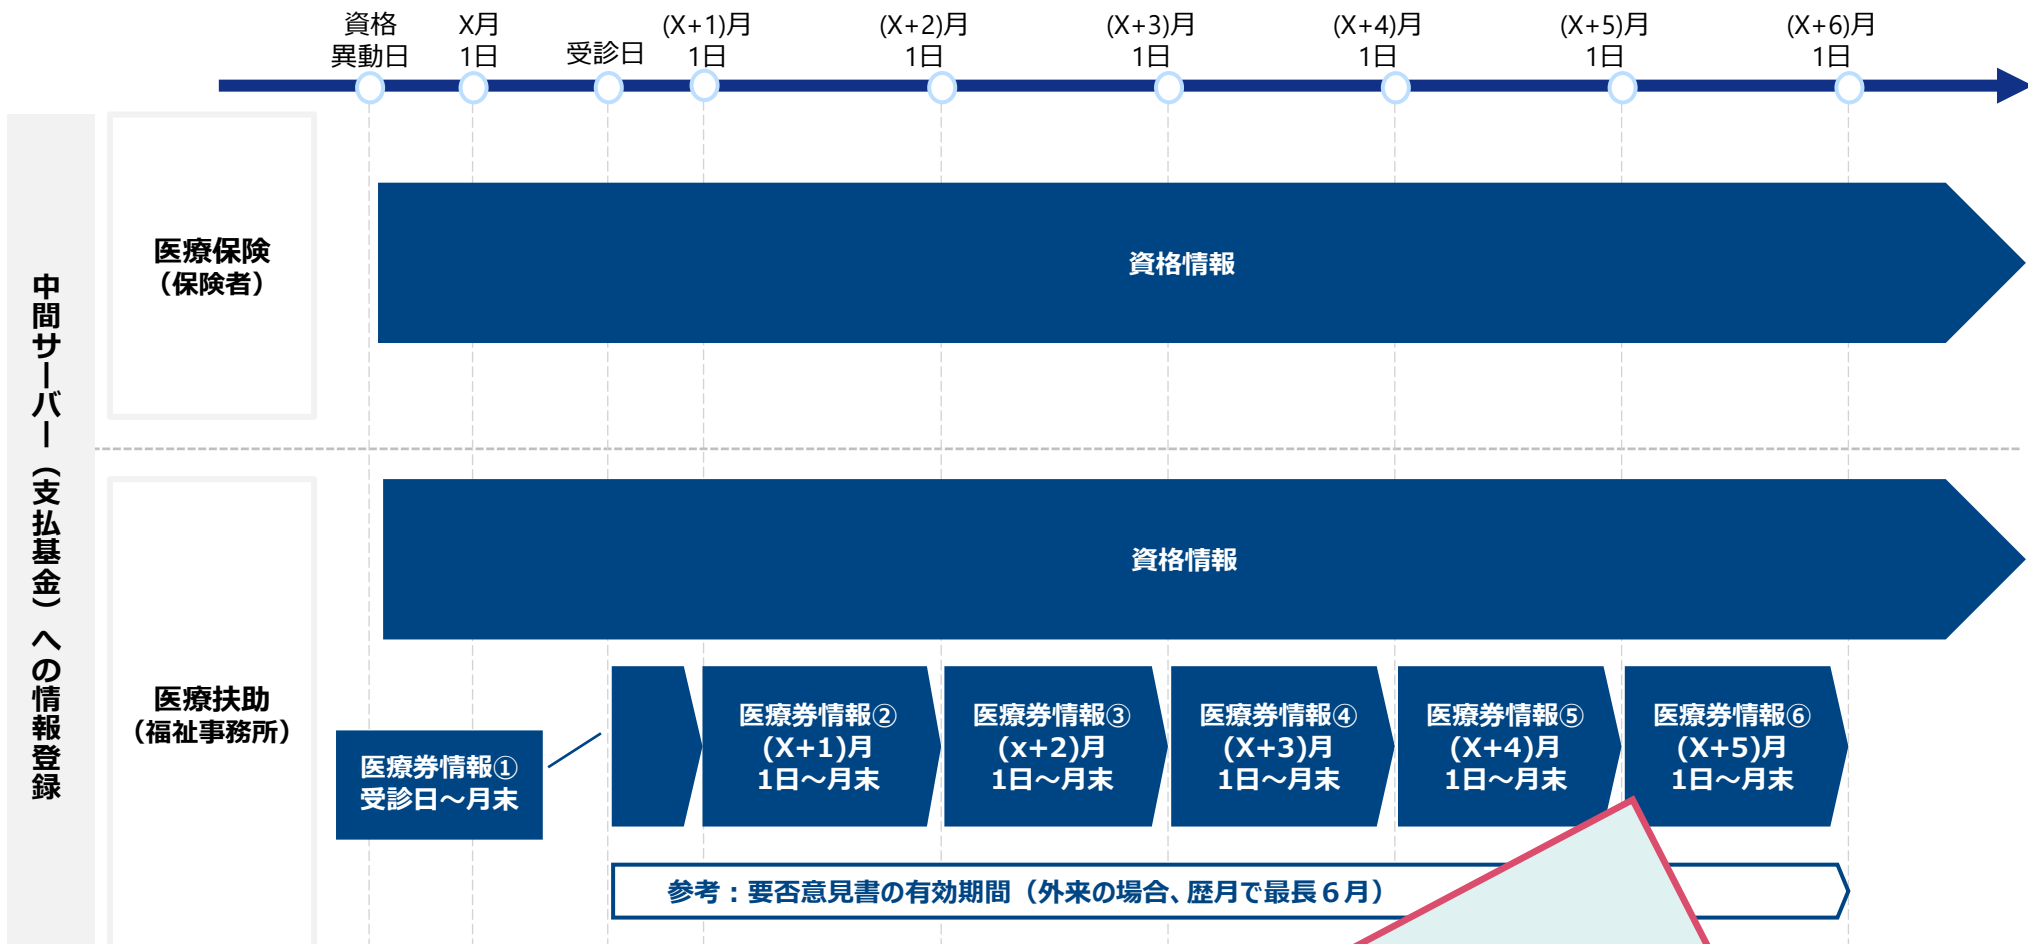 資格
異動日
X月
1日
受診日
(X+1)月
1日
(X+2)月
1日
(X+3)月
1日
(X+4)月
1日
(X+5)月
1日
(X+6)月
1日
中間サーバー（支払基金）への情報登録
医療保険
（保険者）
資格情報
医療扶助
（福祉事務所）
資格情報
医療券情報①
受診日～月末
医療券情報②
(X+1)月
1日～月末
医療券情報③
(x+2)月
1日～月末
医療券情報④
(X+3)月
1日～月末
医療券情報⑤
(X+4)月
1日～月末
医療券情報⑥
(X+5)月
1日～月末
参考：要否意見書の有効期間（外来の場合、歴月で最長６月）